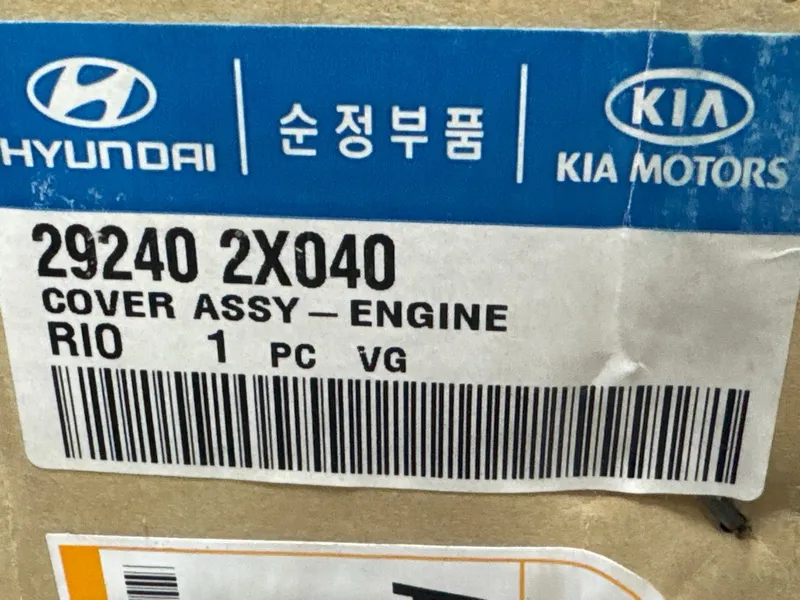 HYUNDAI
순정부품
KIA
KIA MOTORS
29240 2X040
COVER ASSY – ENGINE
RIO 1 PC VG